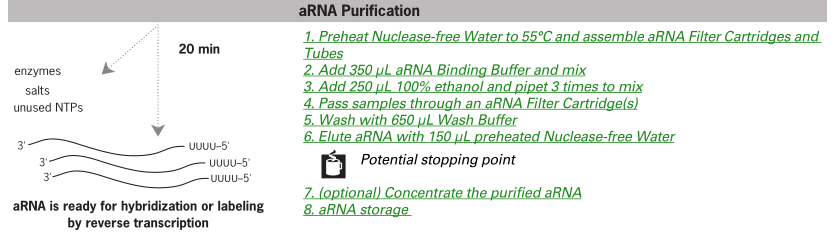 aRNA Purification
20 min
enzymes
salts
unused NTPs
3' UUUU–5'
3' UUUU–5'
3' UUUU–5'
aRNA is ready for hybridization or labeling
by reverse transcription
1. Preheat Nuclease-free Water to 55°C and assemble aRNA Filter Cartridges and
Tubes
2. Add 350 µL aRNA Binding Buffer and mix
3. Add 250 µL 100% ethanol and pipet 3 times to mix
4. Pass samples through an aRNA Filter Cartridge(s)
5. Wash with 650 µL Wash Buffer
6. Elute aRNA with 150 µL preheated Nuclease-free Water
Potential stopping point
7. (optional) Concentrate the purified aRNA
8. aRNA storage